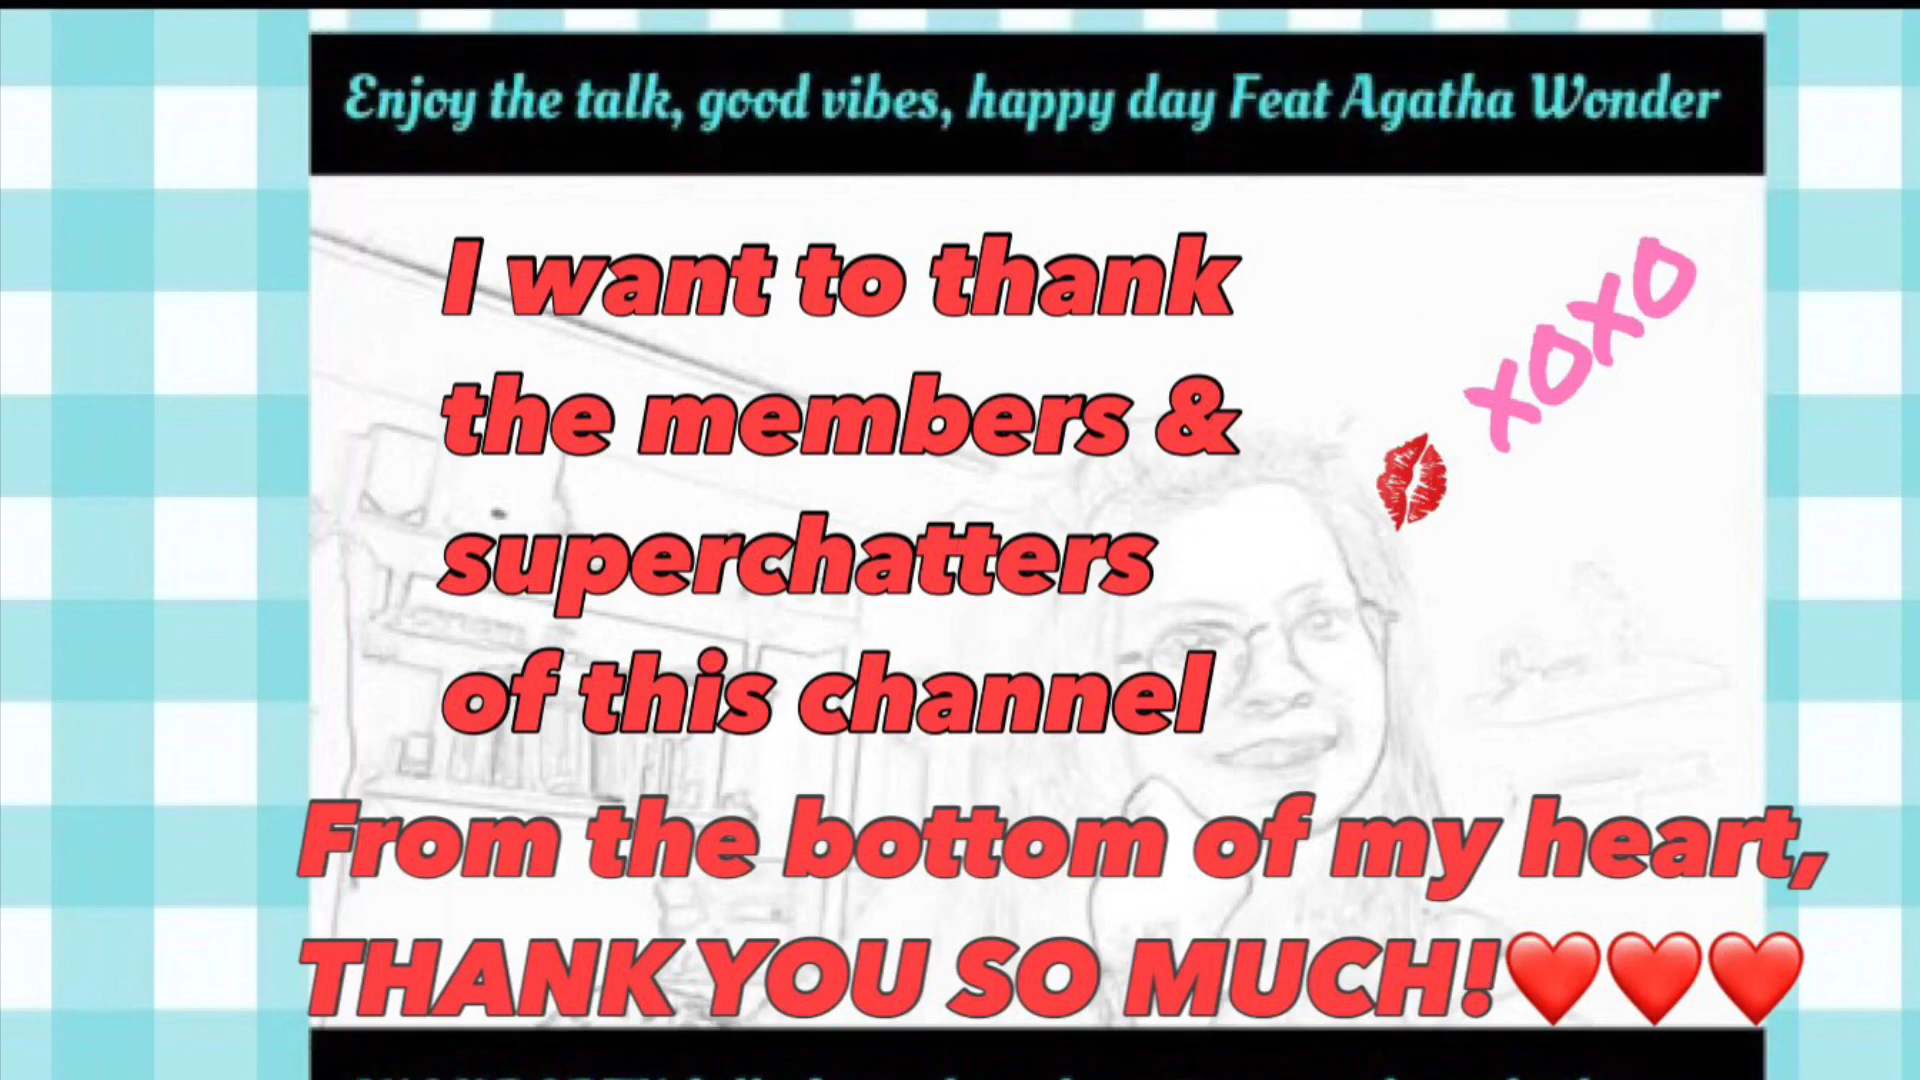 Enjoy the talk, good vibes, happy day Feat Agatha Wonder
XOXO
I want to thank
the members &
superchatters
of this channel
From the bottom of my heart,
THANK YOU SO MUCH!❤️❤️❤️